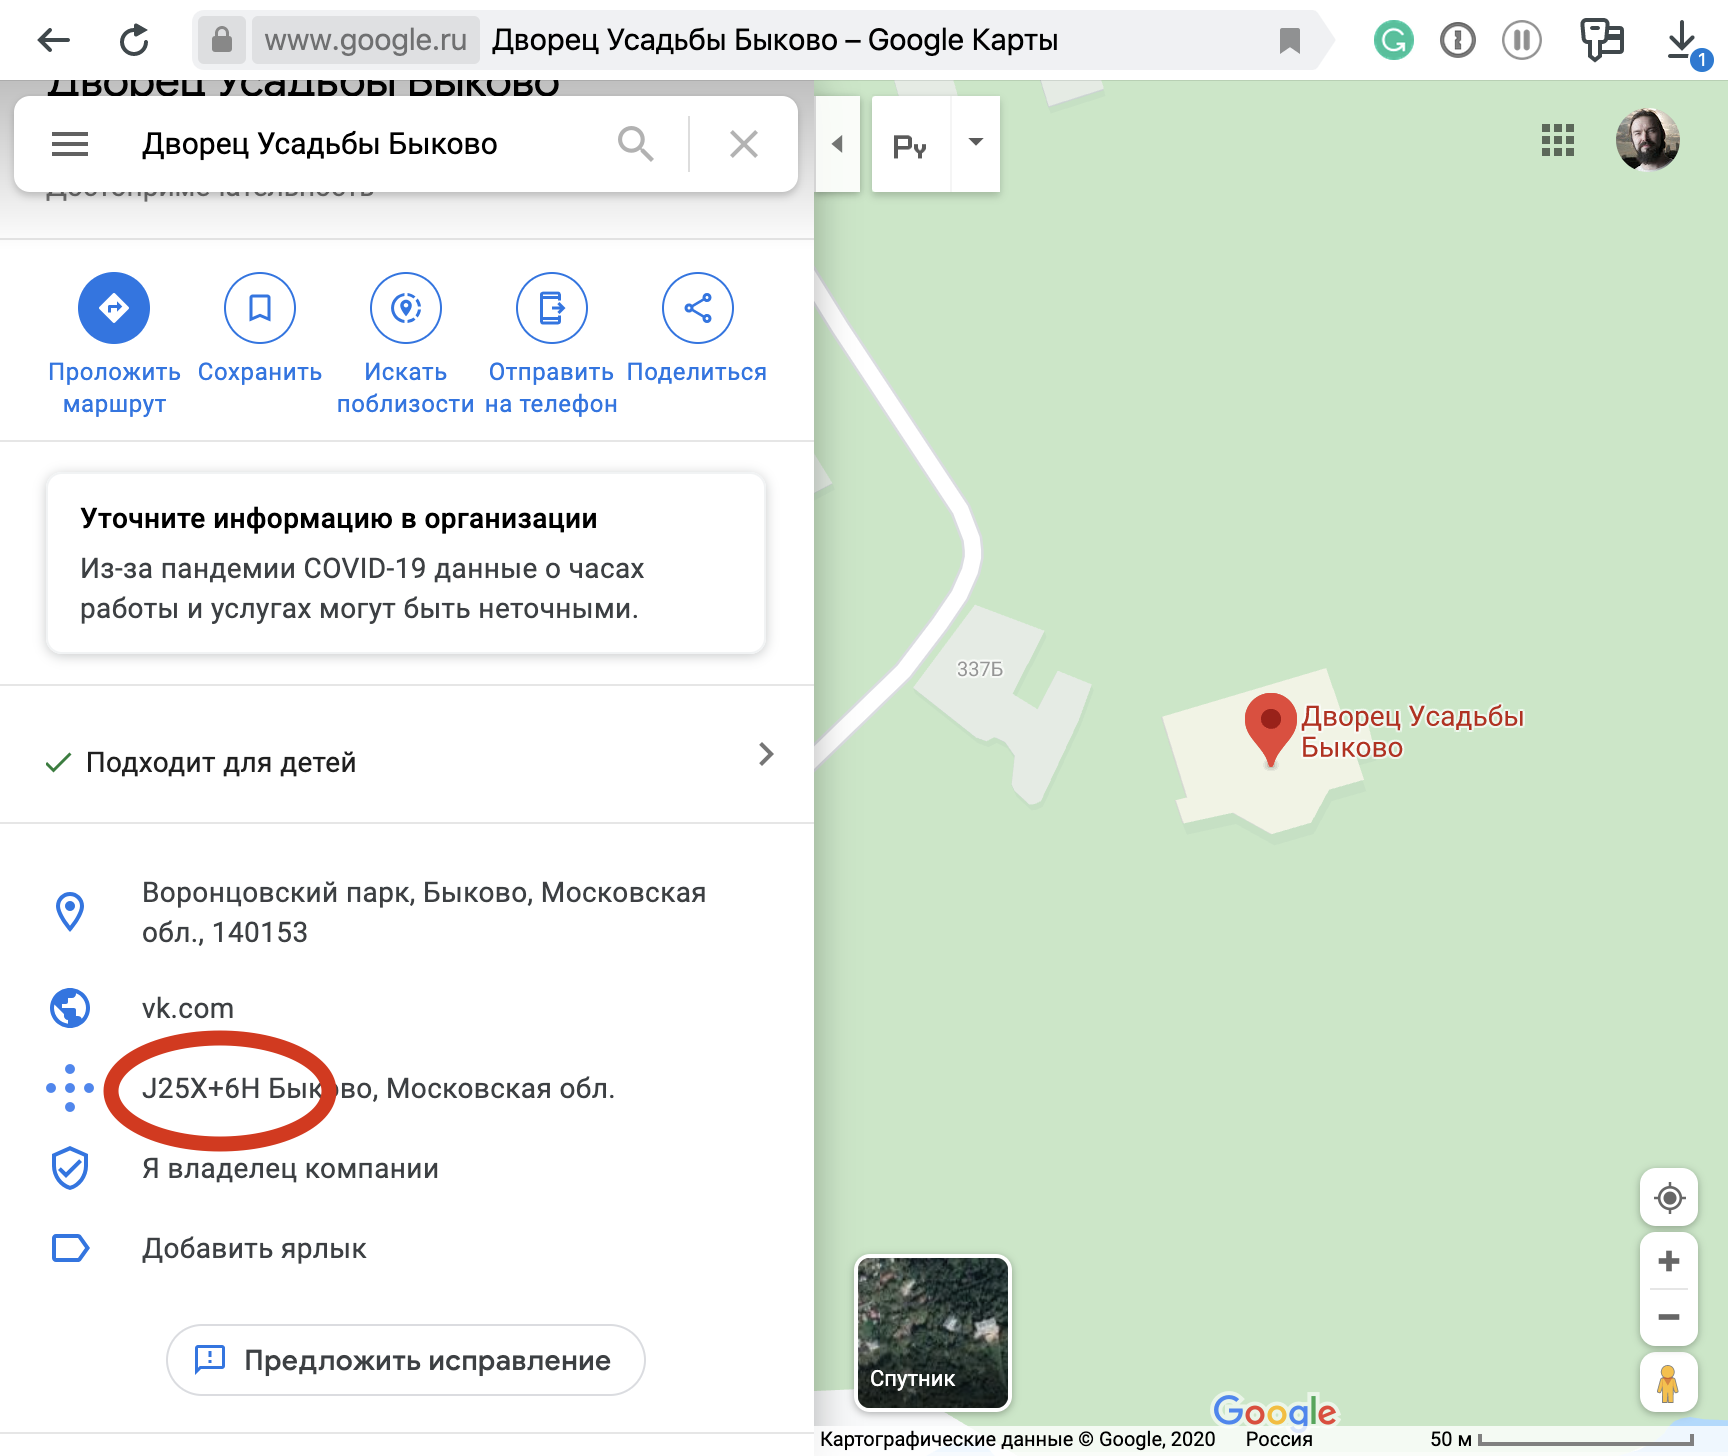 www.google.ru Дворец Усадьбы Быково – Google Карты
1
Дворец Усадьбы Быково
Дворец Усадьбы Быково
Достопримечательность
Ру
Проложить маршрут
Сохранить
Искать поблизости
Отправить на телефон
Поделиться
Уточните информацию в организации
Из-за пандемии COVID-19 данные о часах
работы и услугах могут быть неточными.
Подходит для детей
Воронцовский парк, Быково, Московская
обл., 140153
vk.com
J25X+6H Быково, Московская обл.
Я владелец компании
Добавить ярлык
Предложить исправление
337Б
Дворец Усадьбы
Быково
Спутник
Google
Картографические данные © Google, 2020 Россия 50 м